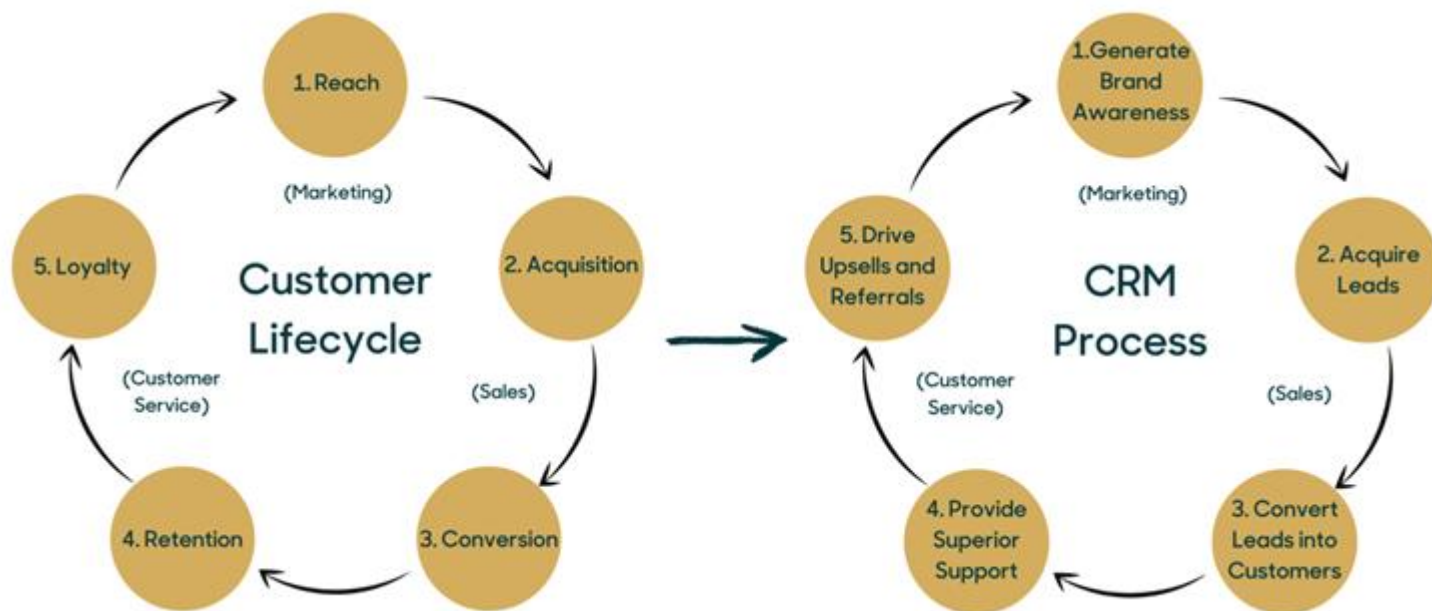 1. Reach
(Marketing)
2. Acquisition
(Sales)
3. Conversion
4. Retention
(Customer
Service)
5. Loyalty
Customer
Lifecycle
1.Generate
Brand
Awareness
(Marketing)
2. Acquire
Leads
(Sales)
3. Convert
Leads into
Customers
4. Provide
Superior
Support
(Customer
Service)
5. Drive
Upsells and
Referrals
CRM
Process